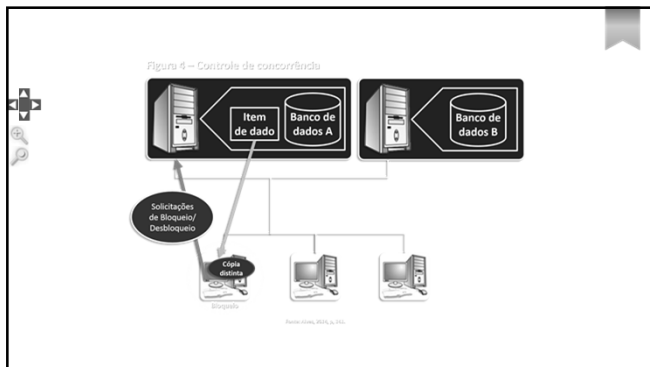 Figura 4 – Controle de concorrência
Item
de dado
Banco de
dados A
Banco de
dados B
Solicitações
de Bloqueio/
Desbloqueio
Cópia
distinta
Bloqueio